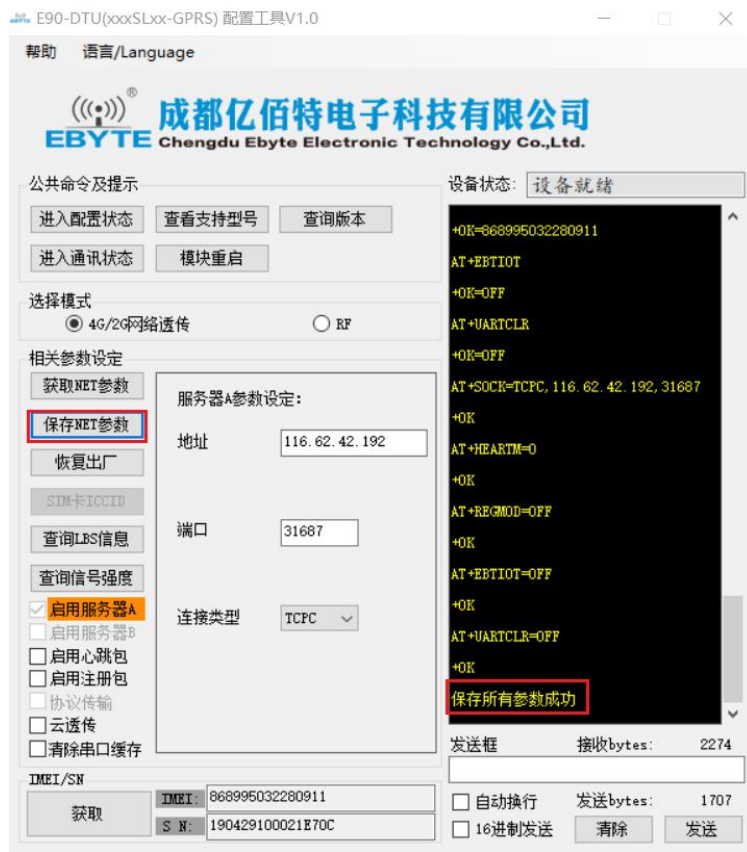 E90-DTU(xxxSLxx-GPRS) 配置工具V1.0
帮助 语言/Language
EBYTE ®
成都亿佰特电子科技有限公司
Chengdu Ebyte Electronic Technology Co.,Ltd.
公共命令及提示
进入配置状态 查看支持型号 查询版本
进入通讯状态 模块重启
选择模式
4G/2G网络透传 RF
相关参数设定
获取NET参数
保存NET参数
恢复出厂
SIM卡ICCID
查询LBS信息
查询信号强度
启用服务器A
启用服务器B
启用心跳包
启用注册包
协议传输
云透传
清除串口缓存
服务器A参数设定:
地址 116.62.42.192
端口 31687
连接类型 TCPC
IMEI/SN
获取
IMEI: 868995032280911
S N: 190429100021E70C
设备状态: 设备就绪
+OK=868995032280911
AT+EBTIOT
+OK=OFF
AT+UARTCLR
+OK=OFF
AT+SOCK=TCPC,116.62.42.192,31687
+OK
AT+HEARTM=0
+OK
AT+REGMOD=OFF
+OK
AT+EBTIOT=OFF
+OK
AT+UARTCLR=OFF
+OK
保存所有参数成功
发送框 接收bytes: 2274
自动换行 发送bytes: 1707
16进制发送 清除 发送